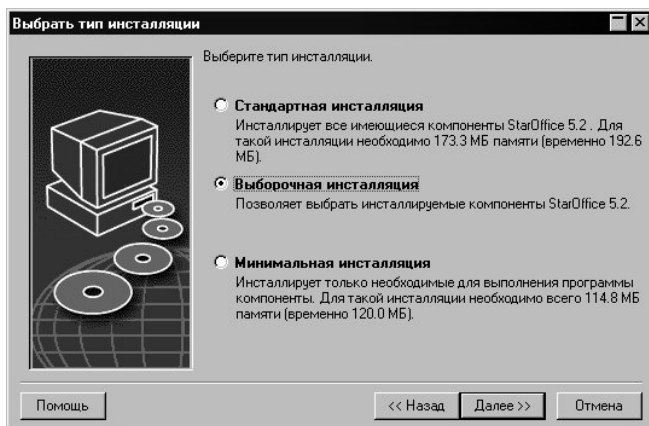 Выбрать тип инсталляции
Выберите тип инсталляции.
Стандартная инсталляция
Инсталлирует все имеющиеся компоненты StarOffice 5.2 . Для
такой инсталляции необходимо 173.3 МБ памяти (временно 192.6
МБ).
Выборочная инсталляция
Позволяет выбрать инсталлируемые компоненты StarOffice 5.2.
Минимальная инсталляция
Инсталлирует только необходимые для выполнения программы
компоненты. Для такой инсталляции необходимо всего 114.8 МБ
памяти (временно 120.0 МБ).
Помощь << Назад Далее >> Отмена